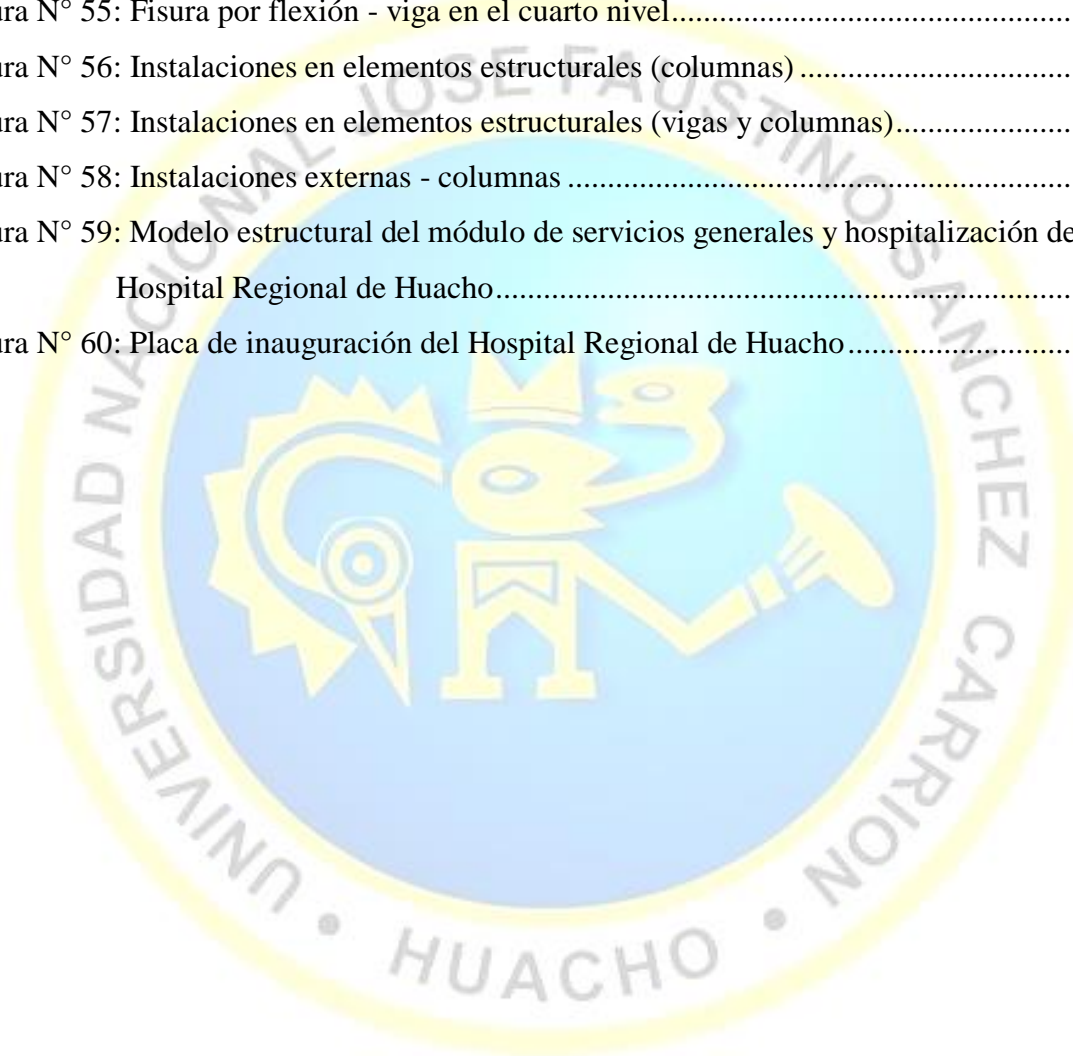 ura N° 55: Fisura por flexión - viga en el cuarto nivel
ura N° 56: Instalaciones en elementos estructurales (columnas)
ura N° 57: Instalaciones en elementos estructurales (vigas y columnas)
ura N° 58: Instalaciones externas - columnas
ura N° 59: Modelo estructural del módulo de servicios generales y hospitalización de
Hospital Regional de Huacho
ura N° 60: Placa de inauguración del Hospital Regional de Huacho
UNIVERSIDAD NACIONAL JOSE FAUSTINO SANCHEZ CARRION
• HUACHO •